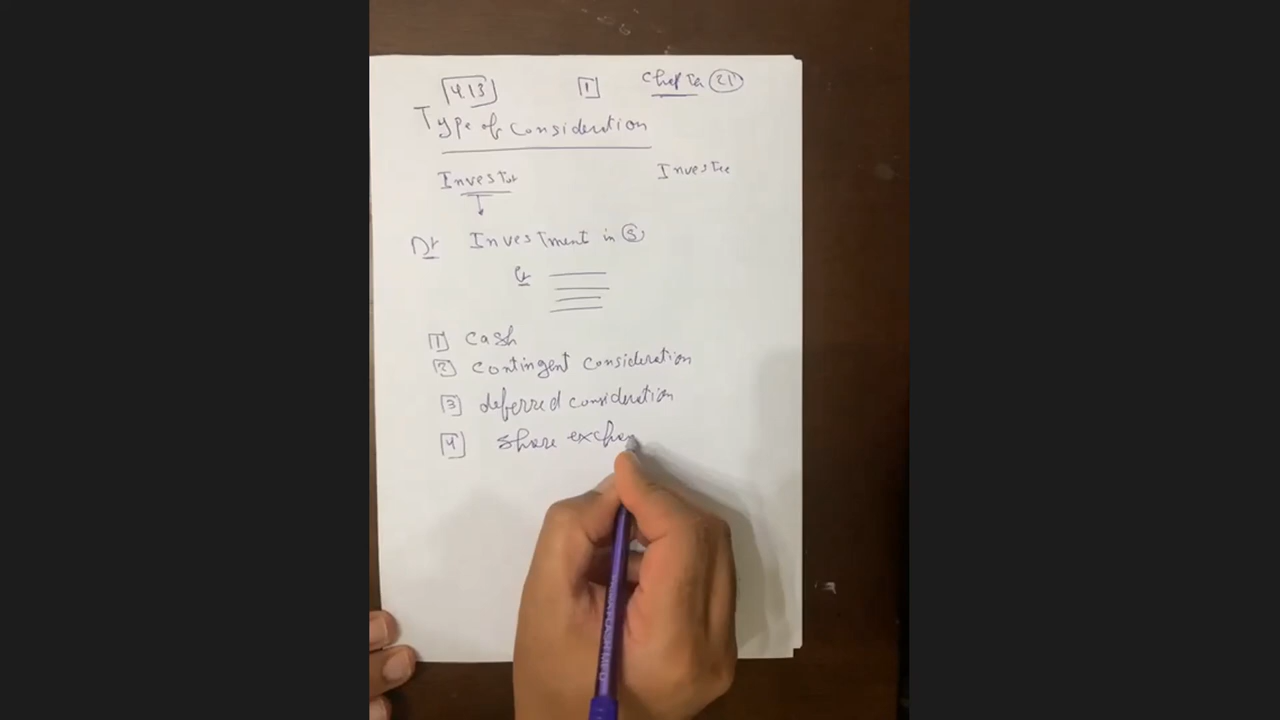 4.13 1 Chapter 21
Type of Consideration
Investor Investee
Dr Investment in S
Cr
1 Cash
2 Contingent consideration
3 deferred consideration
4 Share exchan